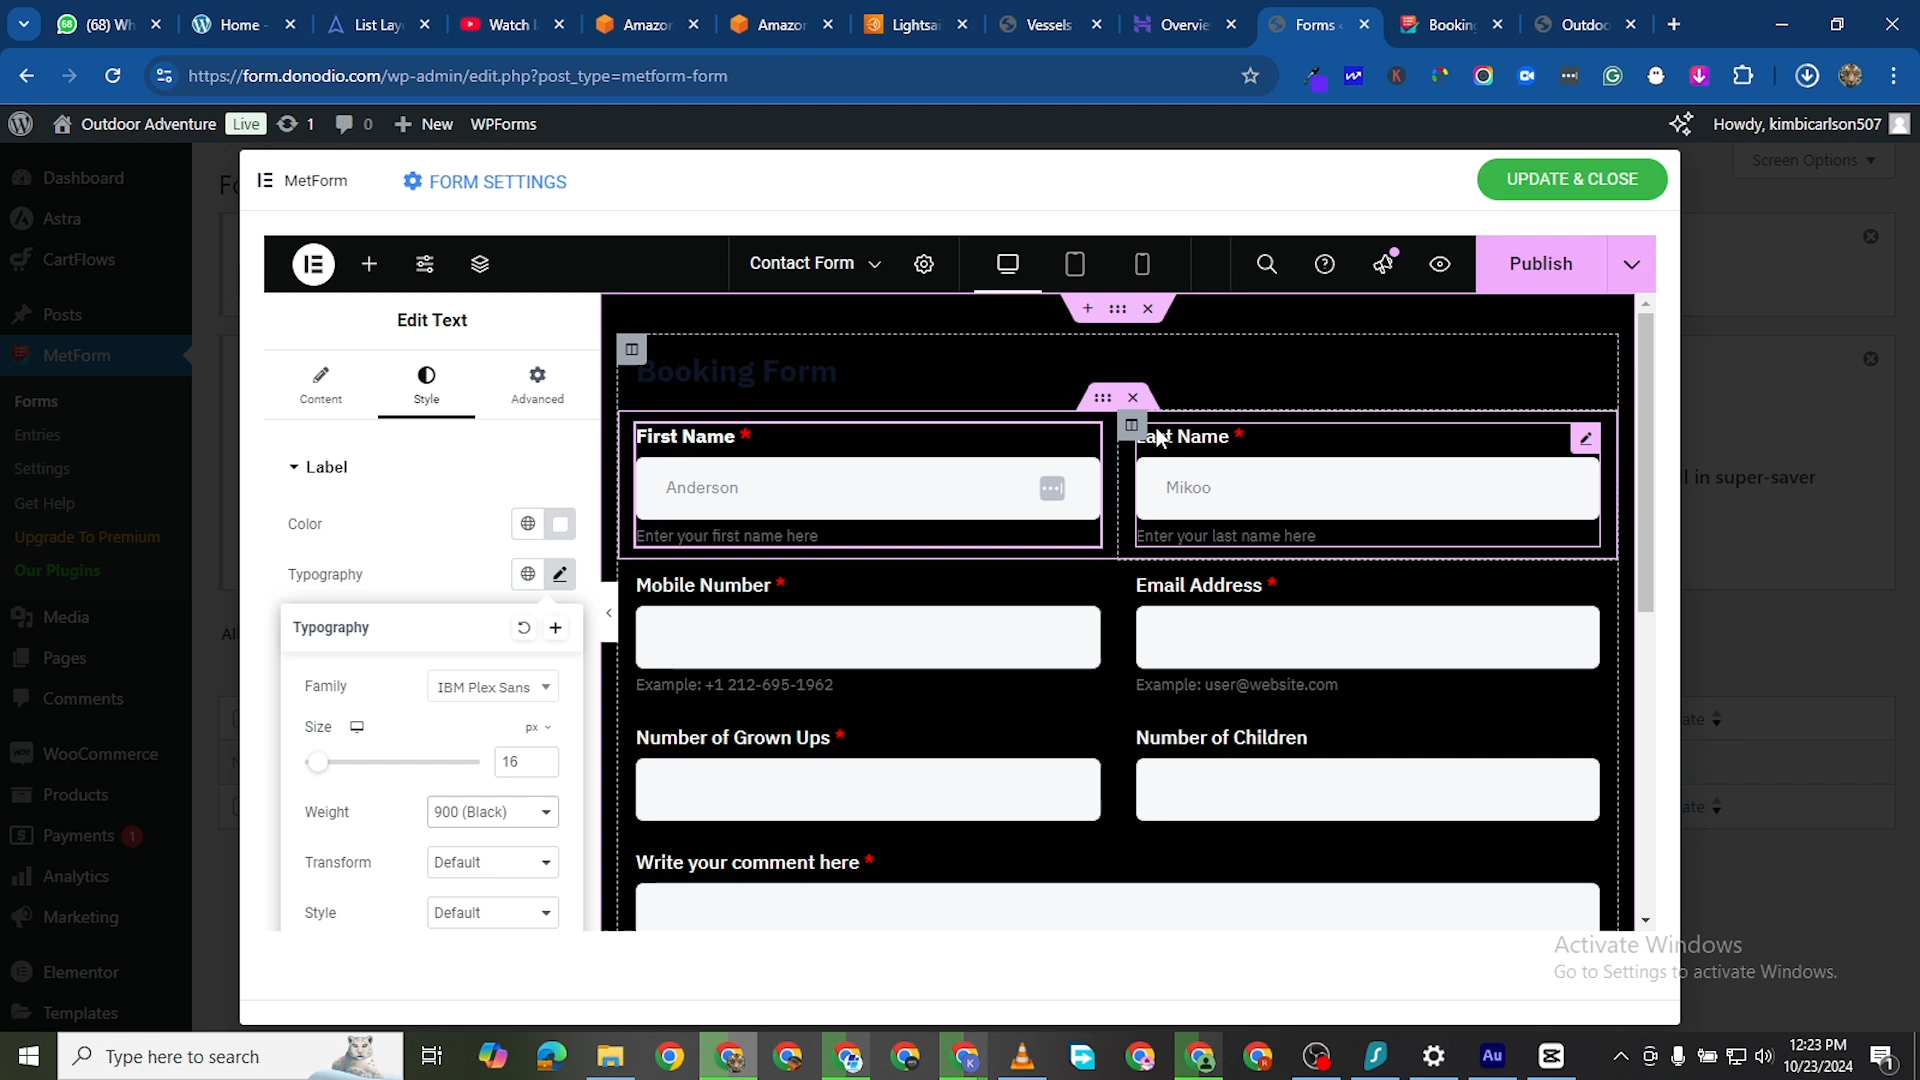 (68) Wh
Home -
List Lay
Watch
Amazon
Amazon
Lightsai
Vessels
Overvie
Forms
Booking
Outdoo
https://form.donodio.com/wp-admin/edit.php?post_type=metform-form
Outdoor Adventure Live 1 0 New WPForms
Howdy, kimbicarlson507
Dashboard
Astra
CartFlows
Posts
MetForm
Forms
Entries
Settings
Get Help
Upgrade To Premium
Our Plugins
Media
Pages
Comments
WooCommerce
Products
Payments 1
Analytics
Marketing
Elementor
Templates
Screen Options
Fo
MetForm
FORM SETTINGS
UPDATE & CLOSE
Contact Form
Publish
Edit Text
Content
Style
Advanced
Label
Color
Typography
Typography
Family IBM Plex Sans
Size px
16
Weight 900 (Black)
Transform Default
Style Default
Booking Form
First Name *
Last Name *
Anderson
Mikoo
Enter your first name here
Enter your last name here
Mobile Number *
Email Address *
Example: +1 212-695-1962
Example: user@website.com
Number of Grown Ups *
Number of Children
Write your comment here *
l in super-saver
All
ate
ate
Activate Windows
Go to Settings to activate Windows.
Type here to search
Au
12:23 PM
10/23/2024
1